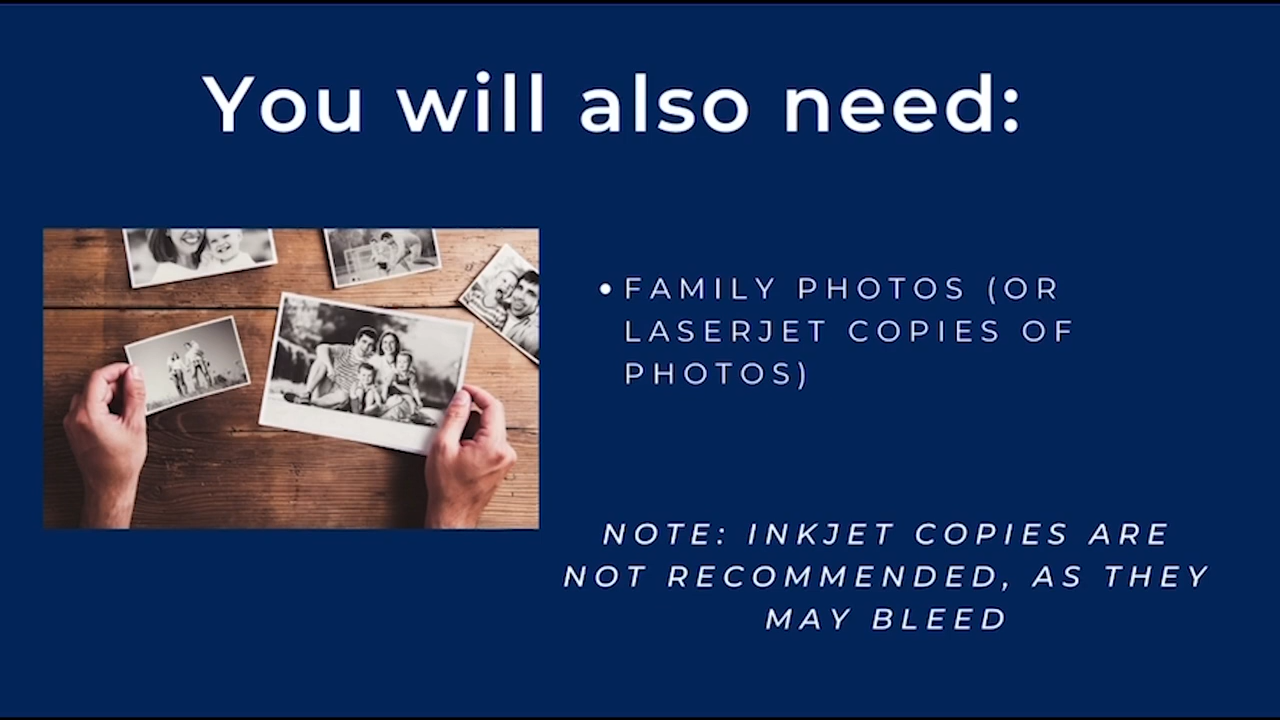 You will also need:
• FAMILY PHOTOS (OR
LASERJET COPIES OF
PHOTOS)
NOTE: INKJET COPIES ARE
NOT RECOMMENDED, AS THEY
MAY BLEED